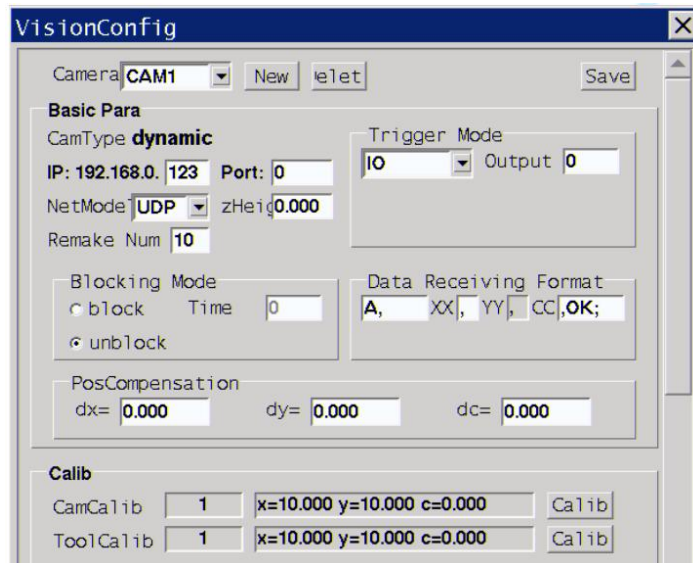 VisionConfig
Camera CAM1 New elet Save
Basic Para
CamType dynamic
Trigger Mode
IO Output 0
IP: 192.168.0. 123 Port: 0
NetMode UDP zHeig 0.000
Remake Num 10
Blocking Mode
block Time 0
unblock
Data Receiving Format
A, XX , YY , CC ,OK;
PosCompensation
dx= 0.000 dy= 0.000 dc= 0.000
Calib
CamCalib 1 x=10.000 y=10.000 c=0.000 Calib
ToolCalib 1 x=10.000 y=10.000 c=0.000 Calib